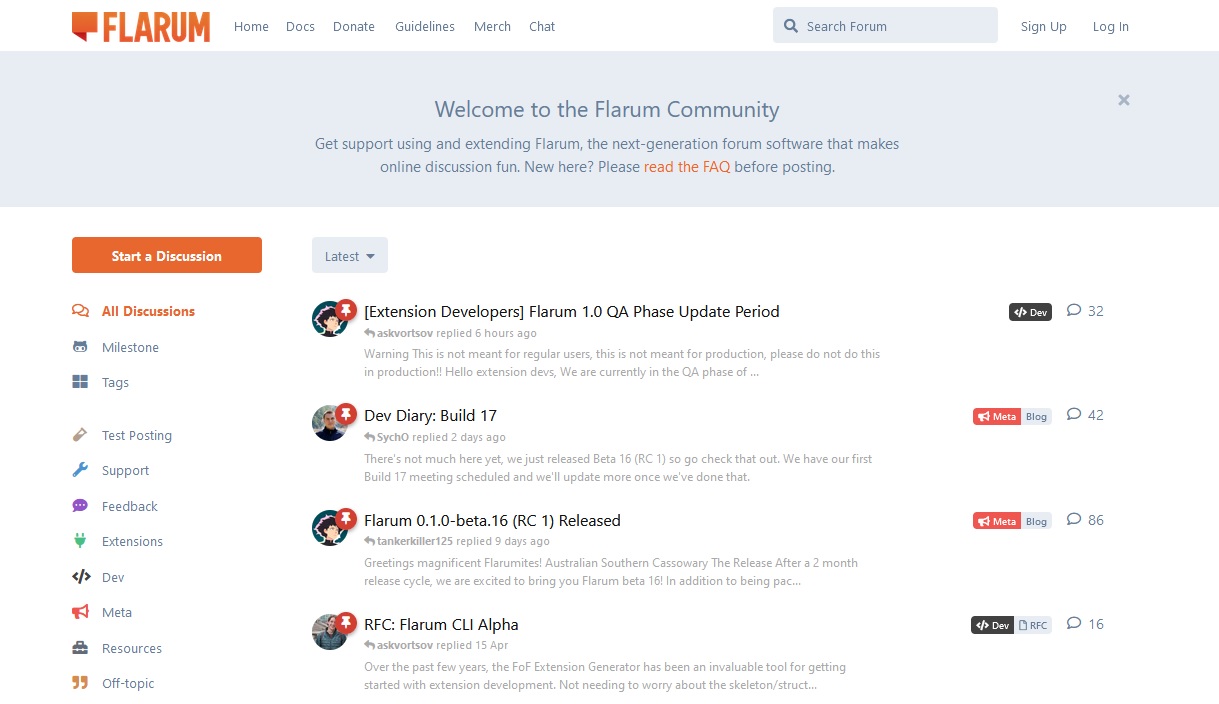 FLARUM Home Docs Donate Guidelines Merch Chat Search Forum Sign Up Log In
Welcome to the Flarum Community
Get support using and extending Flarum, the next-generation forum software that makes
online discussion fun. New here? Please read the FAQ before posting.
Start a Discussion
All Discussions
Milestone
Tags
Test Posting
Support
Feedback
Extensions
Dev
Meta
Resources
Off-topic
Latest
[Extension Developers] Flarum 1.0 QA Phase Update Period Dev 32
askvortsov replied 6 hours ago
Warning This is not meant for regular users, this is not meant for production, please do not do this
in production!! Hello extension devs, We are currently in the QA phase of ...
Dev Diary: Build 17 Meta Blog 42
SychO replied 2 days ago
There's not much here yet, we just released Beta 16 (RC 1) so go check that out. We have our first
Build 17 meeting scheduled and we'll update more once we've done that.
Flarum 0.1.0-beta.16 (RC 1) Released Meta Blog 86
tankerkiller125 replied 9 days ago
Greetings magnificent Flarumites! Australian Southern Cassowary The Release After a 2 month
release cycle, we are excited to bring you Flarum beta 16! In addition to being pac...
RFC: Flarum CLI Alpha Dev RFC 16
askvortsov replied 15 Apr
Over the past few years, the FoF Extension Generator has been an invaluable tool for getting
started with extension development. Not needing to worry about the skeleton/struct...